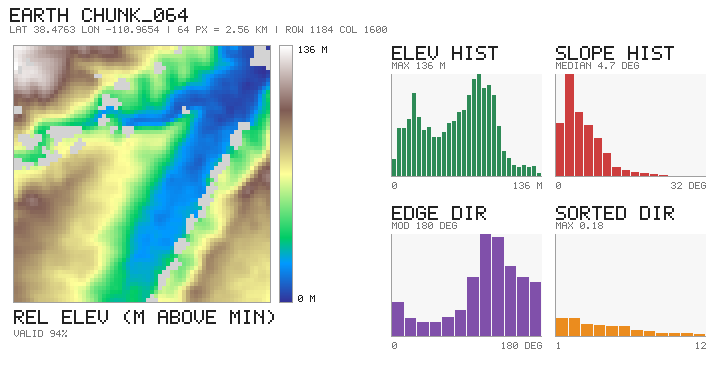 EARTH CHUNK_064
LAT 38.4763 LON -110.9654 | 64 PX = 2.56 KM | ROW 1184 COL 1600
136 M
0 M
REL ELEV (M ABOVE MIN)
VALID 94%
ELEV HIST
MAX 136 M
0 136 M
SLOPE HIST
MEDIAN 4.7 DEG
0 32 DEG
EDGE DIR
MOD 180 DEG
0 180 DEG
SORTED DIR
MAX 0.18
1 12